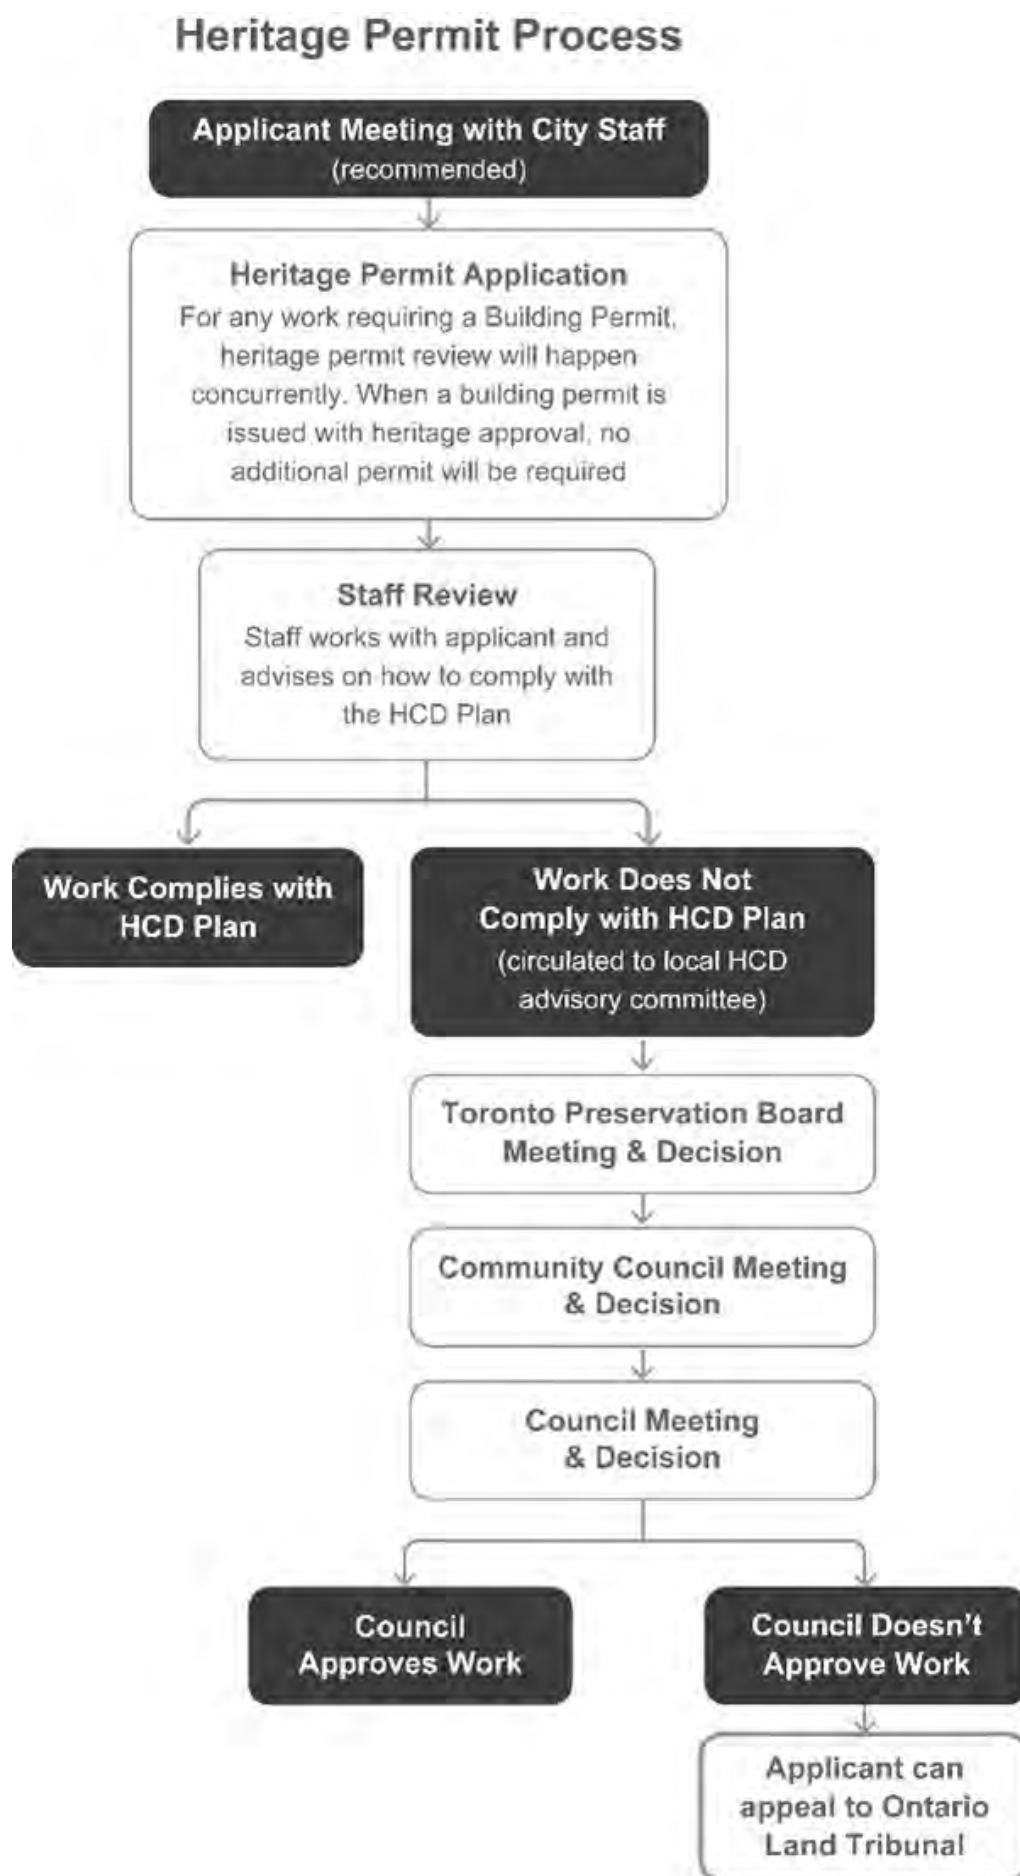 Heritage Permit Process
Applicant Meeting with City Staff
(recommended)
Heritage Permit Application
For any work requiring a Building Permit,
heritage permit review will happen
concurrently. When a building permit is
issued with heritage approval, no
additional permit will be required
Staff Review
Staff works with applicant and
advises on how to comply with
the HCD Plan
Work Complies with
HCD Plan
Work Does Not
Comply with HCD Plan
(circulated to local HCD
advisory committee)
Toronto Preservation Board
Meeting & Decision
Community Council Meeting
& Decision
Council Meeting
& Decision
Council
Approves Work
Council Doesn't
Approve Work
Applicant can
appeal to Ontario
Land Tribunal